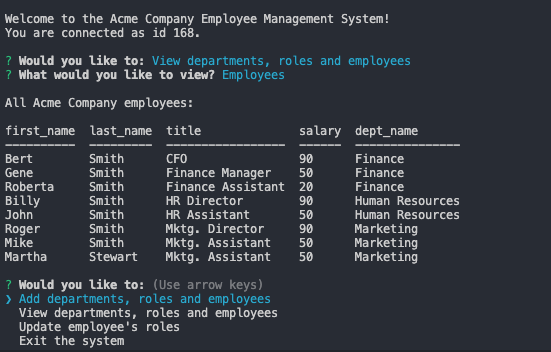 Welcome to the Acme Company Employee Management System!
You are connected as id 168.
? Would you like to: View departments, roles and employees
? What would you like to view? Employees
All Acme Company employees:
first_name  last_name  title              salary  dept_name
----------  ---------  -----------------  ------  ---------------
Bert        Smith      CFO                90      Finance
Gene        Smith      Finance Manager    50      Finance
Roberta     Smith      Finance Assistant  20      Finance
Billy       Smith      HR Director        90      Human Resources
John        Smith      HR Assistant       50      Human Resources
Roger       Smith      Mktg. Director     90      Marketing
Mike        Smith      Mktg. Assistant    50      Marketing
Martha      Stewart    Mktg. Assistant    50      Marketing
? Would you like to: (Use arrow keys)
❯ Add departments, roles and employees
  View departments, roles and employees
  Update employee's roles
  Exit the system